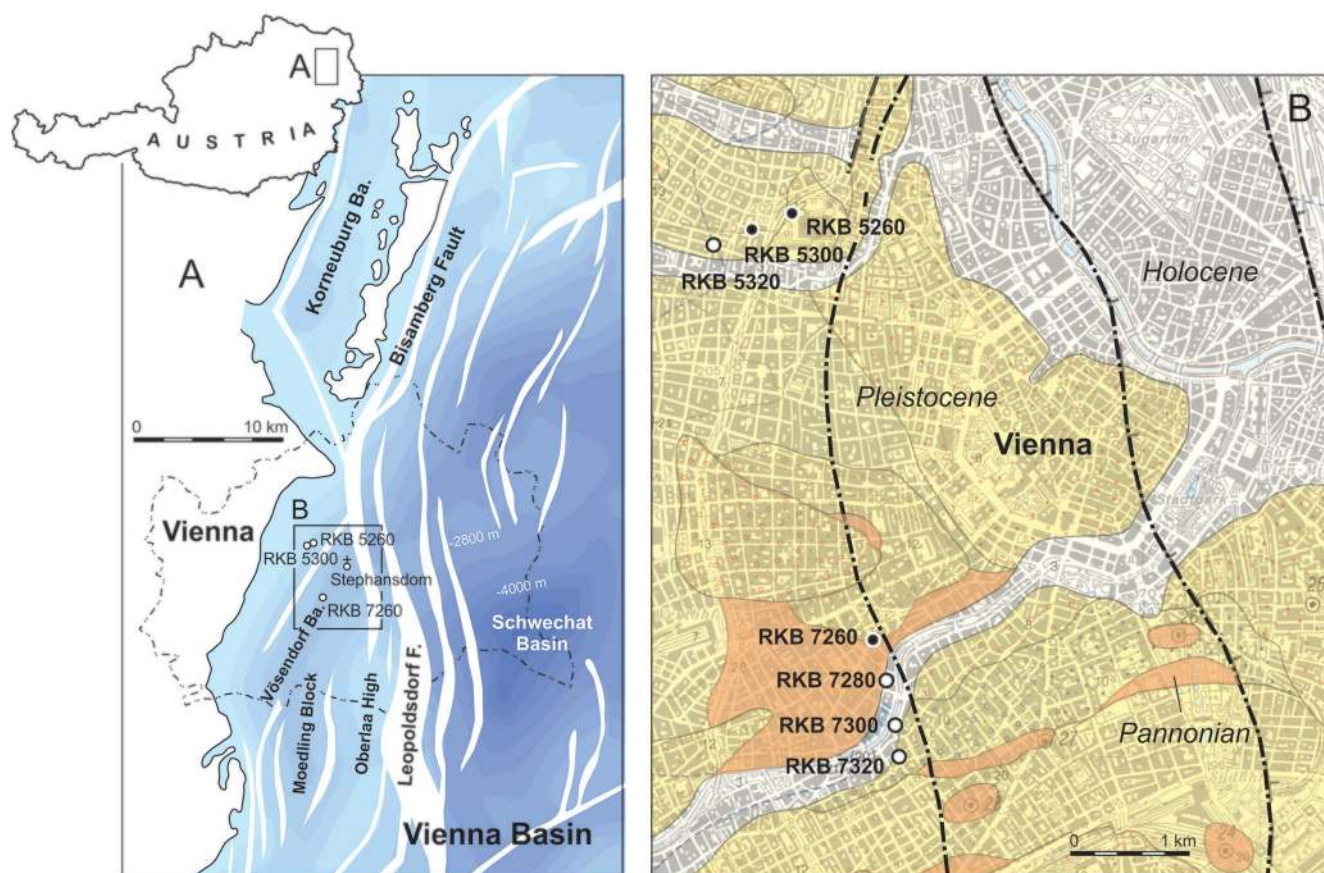 A
AUSTRIA
A
Korneuburg Ba.
Bisamberg Fault
0 10 km
Vienna
B
RKB 5260
RKB 5300
Stephansdom
RKB 7260
-2800 m
-4000 m
Schwechat
Basin
Vösendorf Ba.
Moedling Block
Oberlaa High
Leopoldsdorf F.
Vienna Basin
B
Augarten
RKB 5260
RKB 5300
RKB 5320
Holocene
Pleistocene
Vienna
Stadtpark
RKB 7260
RKB 7280
RKB 7300
RKB 7320
Pannonian
0 1 km